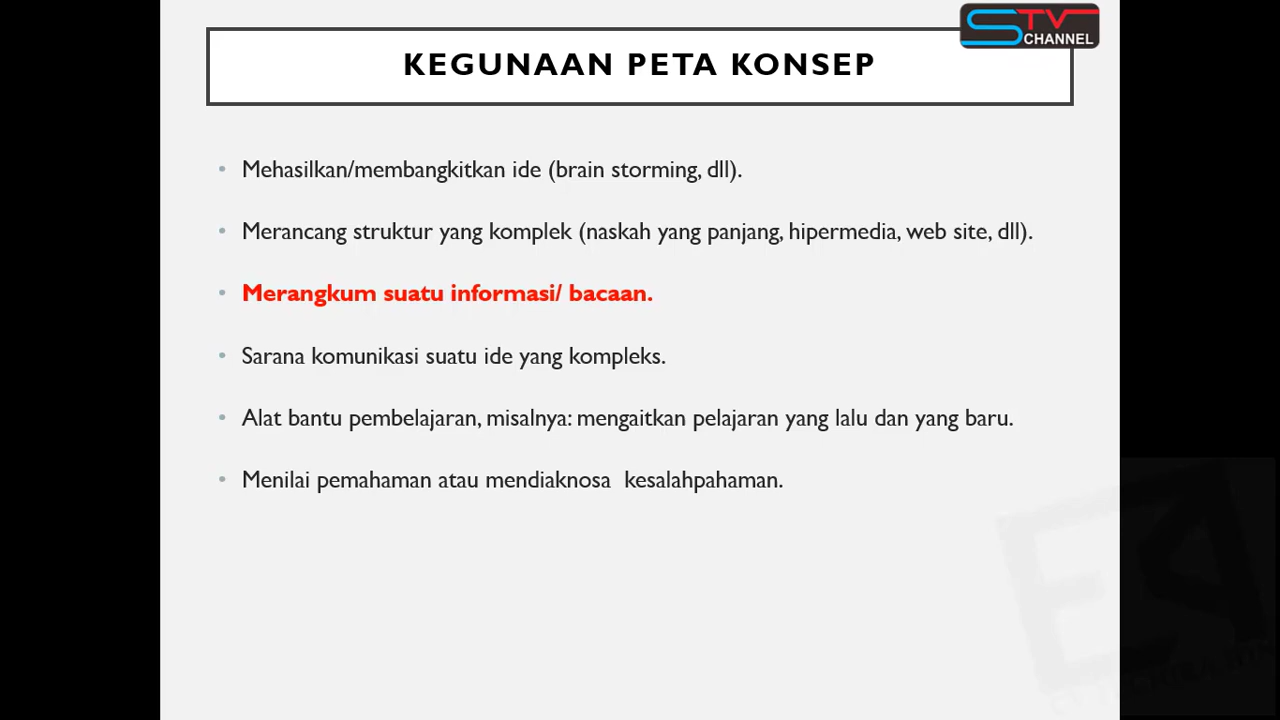 STV
CHANNEL
KEGUNAAN PETA KONSEP
• Mehasilkan/membangkitkan ide (brain storming, dll).
• Merancang struktur yang komplek (naskah yang panjang, hipermedia, web site, dll).
• Merangkum suatu informasi/ bacaan.
• Sarana komunikasi suatu ide yang kompleks.
• Alat bantu pembelajaran, misalnya: mengaitkan pelajaran yang lalu dan yang baru.
• Menilai pemahaman atau mendiaknosa  kesalahpahaman.